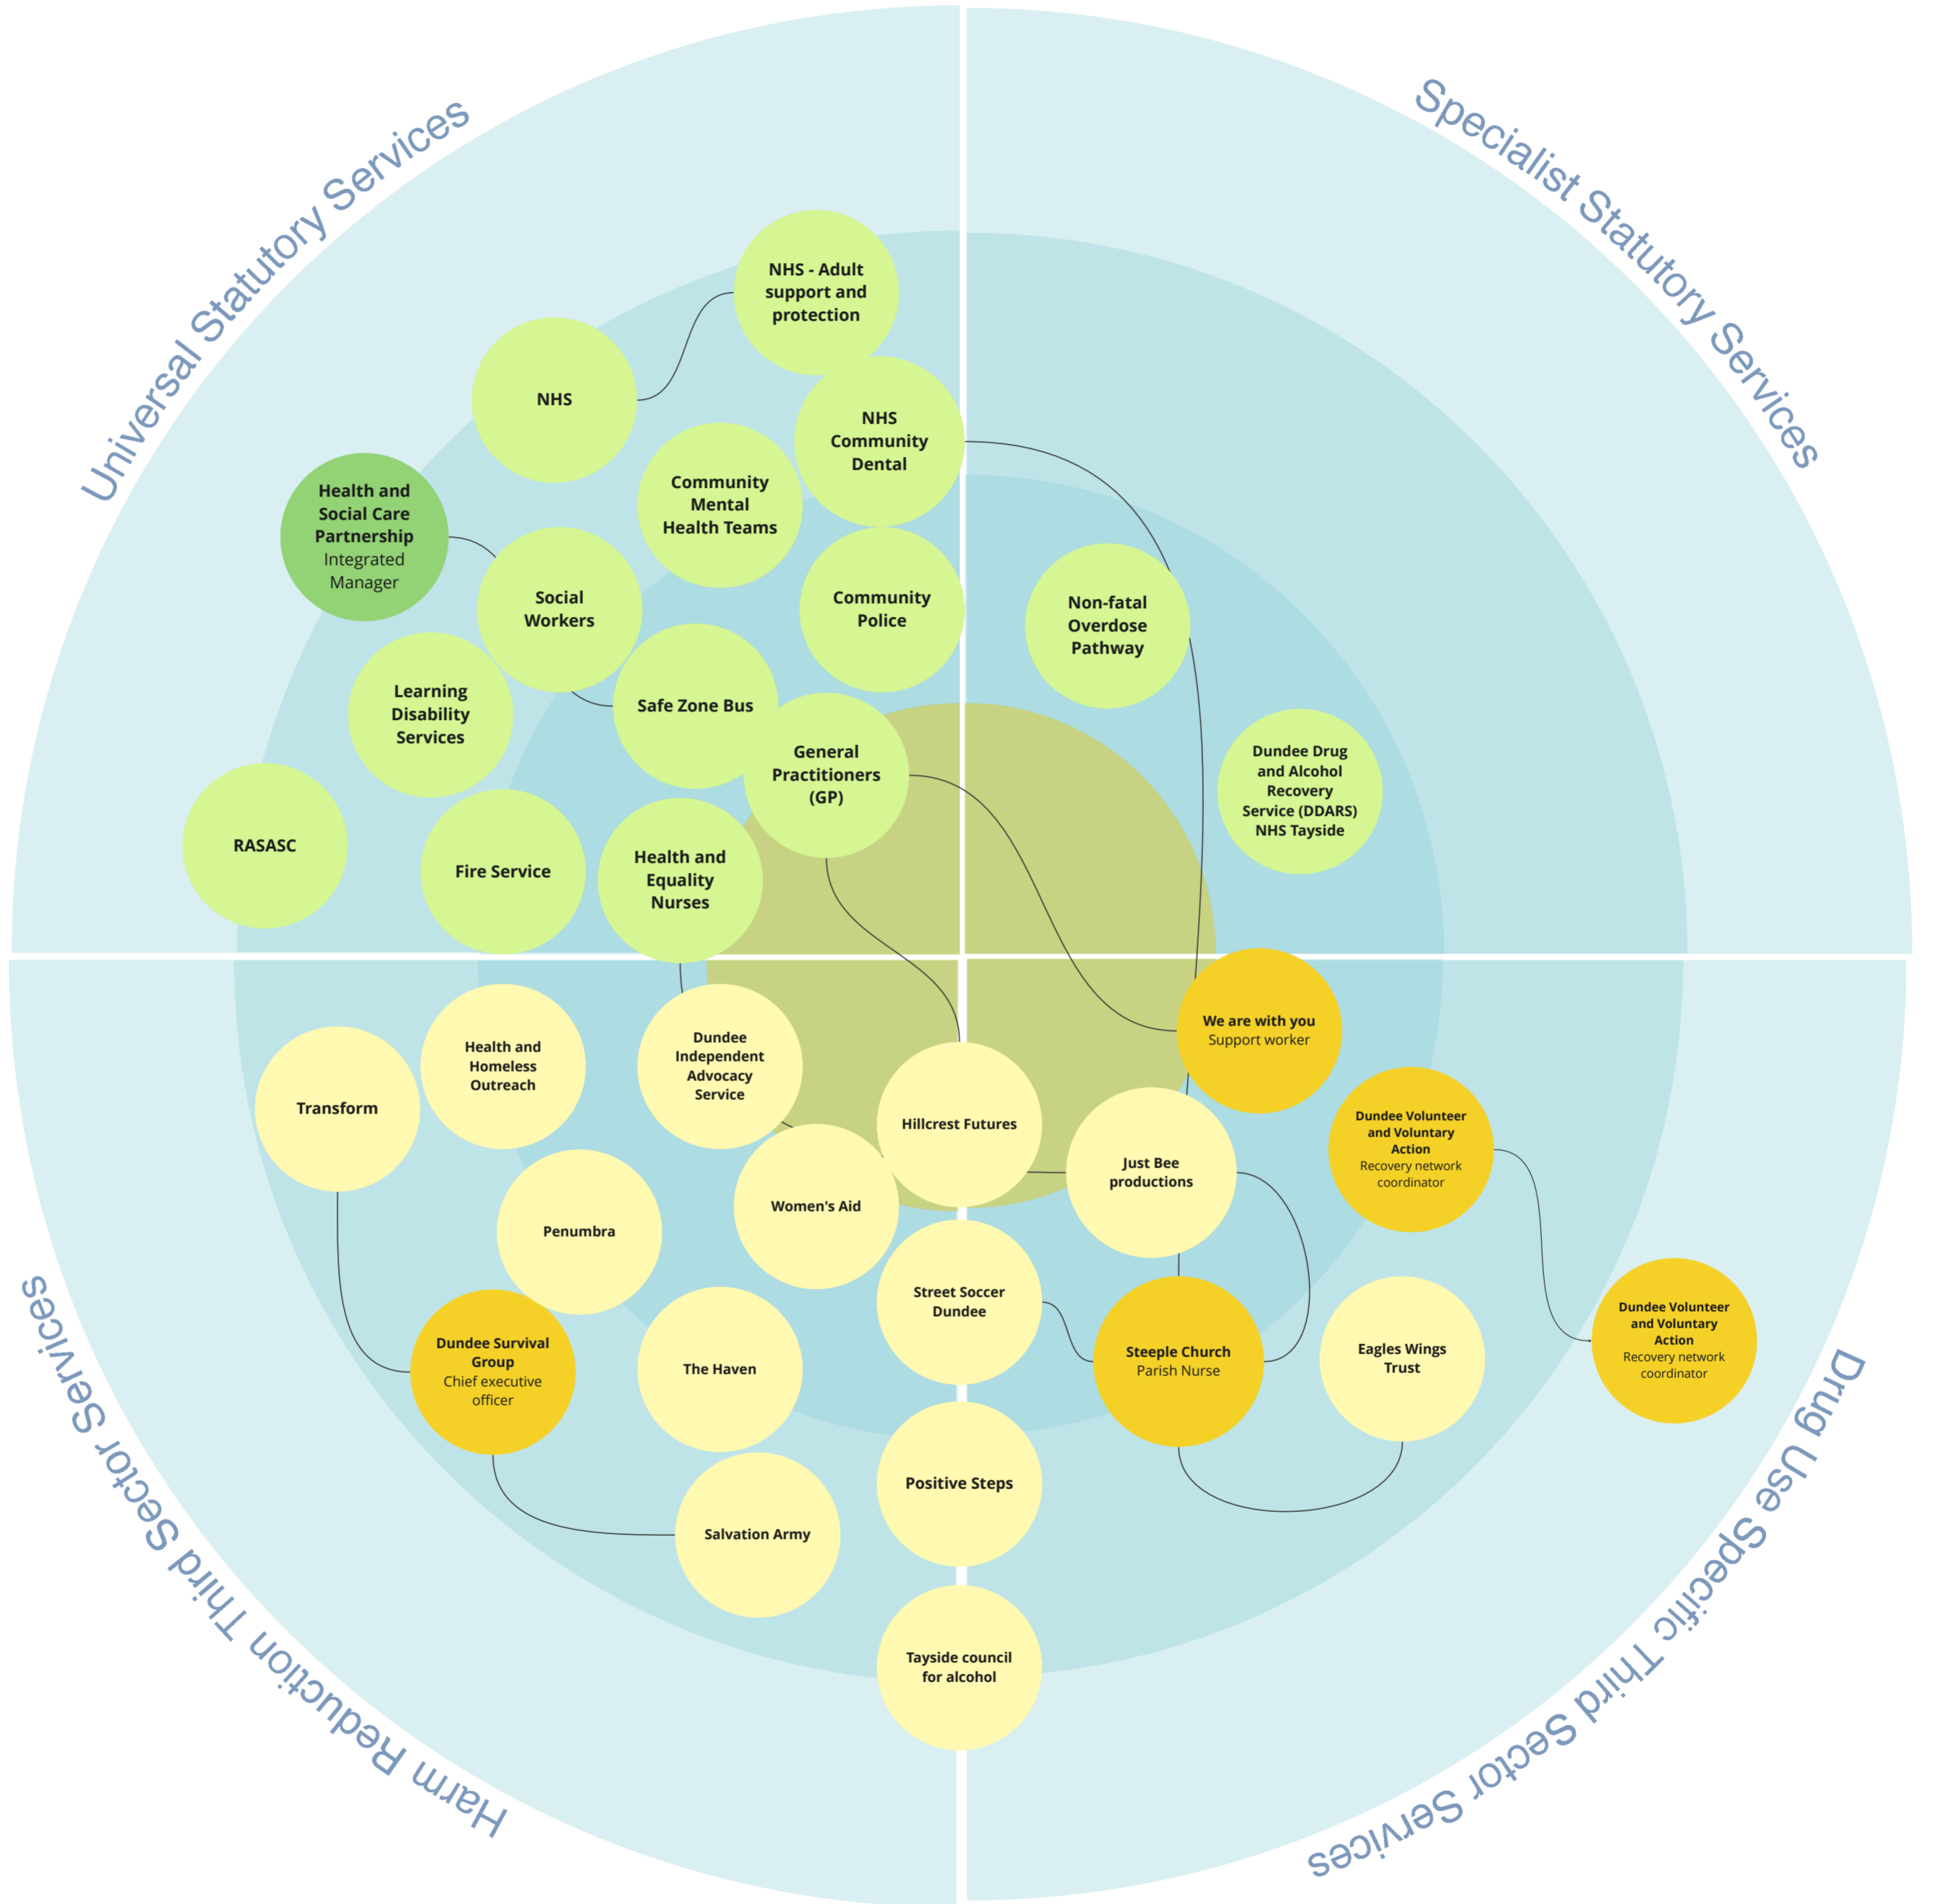 Universal Statutory Services
Specialist Statutory Services
NHS - Adult
support and
protection
NHS
NHS
Community
Dental
Community
Mental
Health Teams
Health and
Social Care
Partnership
Integrated
Manager
Social
Workers
Community
Police
Non-fatal
Overdose
Pathway
Learning
Disability
Services
Safe Zone Bus
General
Practitioners
(GP)
Dundee Drug
and Alcohol
Recovery
Service (DDARS)
NHS Tayside
RASASC
Fire Service
Health and
Equality
Nurses
We are with you
Support worker
Transform
Health and
Homeless
Outreach
Dundee
Independent
Advocacy
Service
Hillcrest Futures
Just Bee
productions
Dundee Volunteer
and Voluntary
Action
Recovery network
coordinator
Penumbra
Women's Aid
Street Soccer
Dundee
Dundee Survival
Group
Chief executive
officer
The Haven
Steeple Church
Parish Nurse
Eagles Wings
Trust
Dundee Volunteer
and Voluntary
Action
Recovery network
coordinator
Salvation Army
Positive Steps
Tayside council
for alcohol
Harm Reduction Third Sector Services
Drug Use Specific Third Sector Services